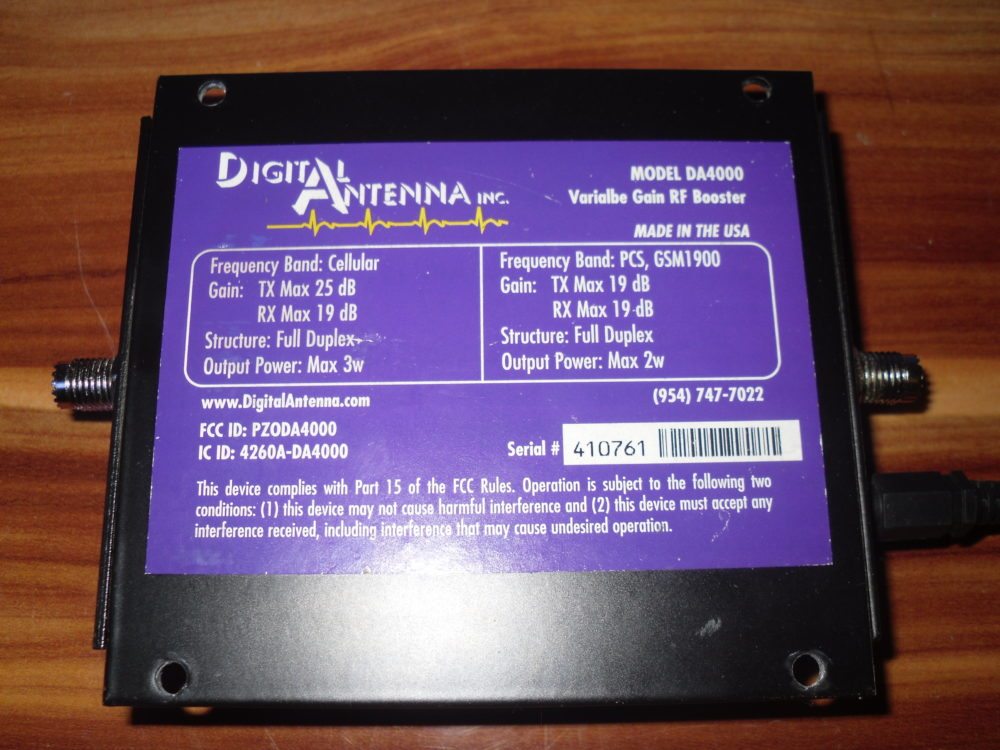 DIGITAL
ANTENNA INC.
MODEL DA4000
Varialbe Gain RF Booster
MADE IN THE USA
Frequency Band: Cellular
Gain: TX Max 25 dB
RX Max 19 dB
Structure: Full Duplex
Output Power: Max 3w
Frequency Band: PCS, GSM1900
Gain: TX Max 19 dB
RX Max 19 dB
Structure: Full Duplex
Output Power: Max 2w
www.DigitalAntenna.com
(954) 747-7022
FCC ID: PZODA4000
IC ID: 4260A-DA4000
Serial # 410761
This device complies with Part 15 of the FCC Rules. Operation is subject to the following two
conditions: (1) this device may not cause harmful interference and (2) this device must accept any
interference received, including interference that may cause undesired operation.